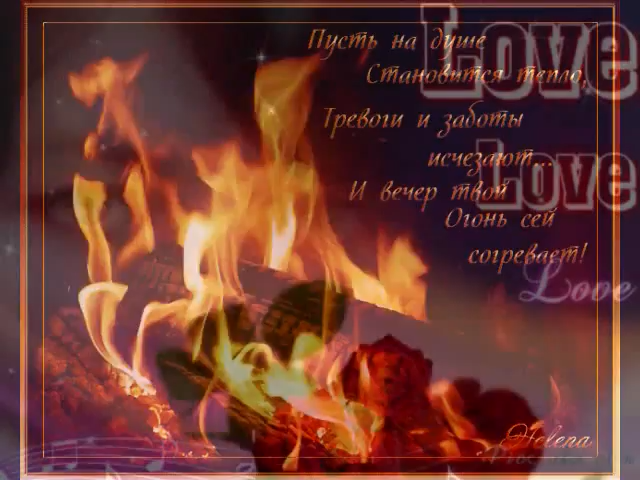 Пусть на душе
Становится тепло,
Тревоги и заботы
исчезают...
И вечер твой
Огонь сей
согревает!
Love
Love
Love
Helena